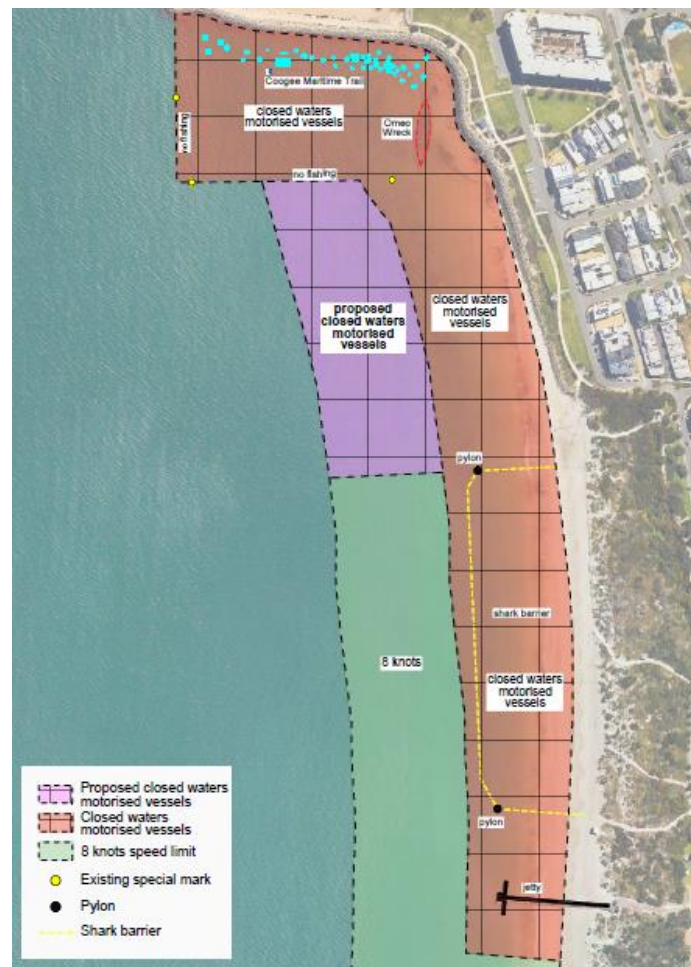 Coogee Maritime Trail
closed waters
motorised vessels
Omeo
Wreck
no fishing
no fishing
proposed
closed waters
motorised
vessels
closed waters
motorised
vessels
pylon
shark barrier
8 knots
closed waters
motorised
vessels
pylon
jetty
Proposed closed waters
motorised vessels
Closed waters
motorised vessels
8 knots speed limit
Existing special mark
Pylon
Shark barrier